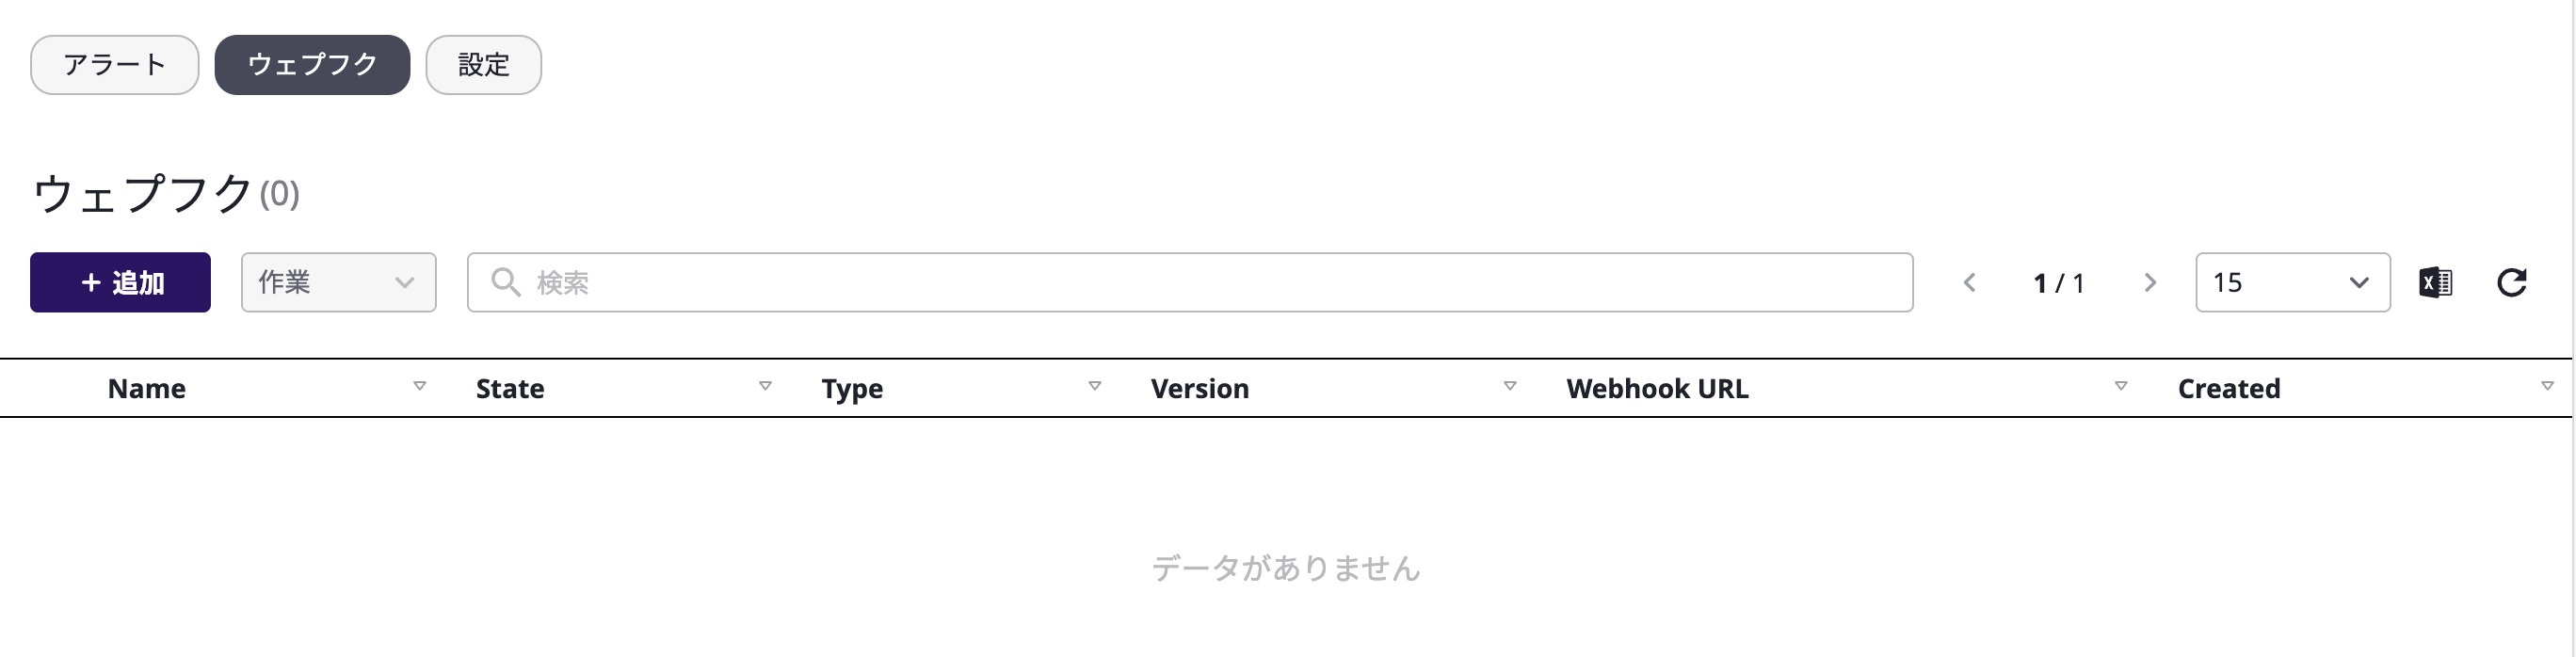 アラート ウェプフク 設定
ウェプフク(0)
+ 追加 作業 検索 1 / 1 15
Name State Type Version Webhook URL Created
データがありません